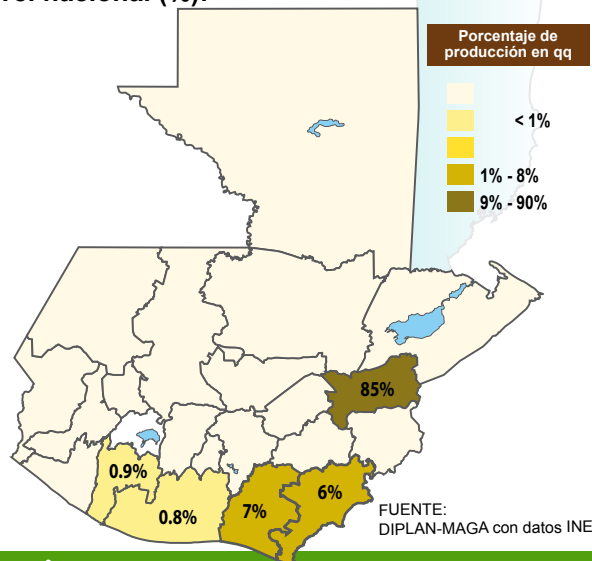 Porcentaje de
producción en qq
< 1%
1% - 8%
9% - 90%
85%
0.9%
0.8%
7%
6%
FUENTE:
DIPLAN-MAGA con datos INE